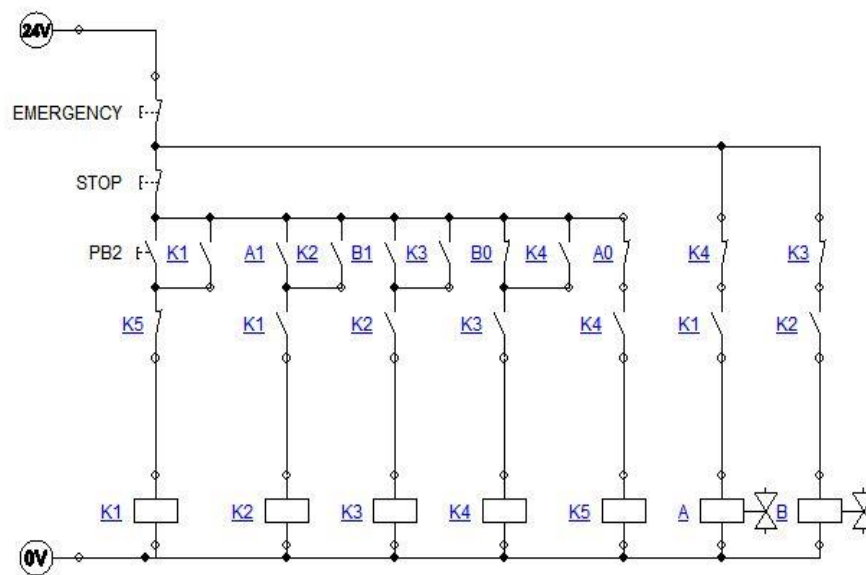 24V
EMERGENCY
STOP
PB2 K1 A1 K2 B1 K3 B0 K4 A0 K4 K3
K5 K1 K2 K3 K4 K1 K2
K1 K2 K3 K4 K5 A B
0V